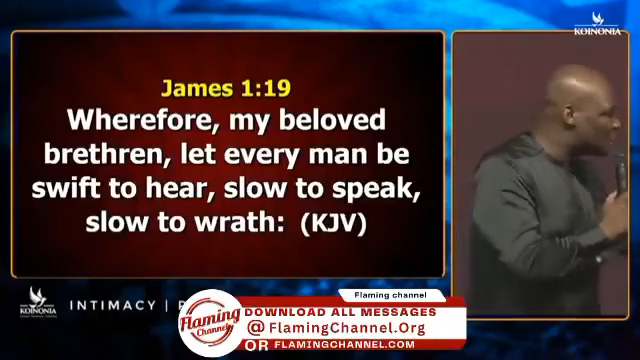 KOINONIA
James 1:19
Wherefore, my beloved
brethren, let every man be
swift to hear, slow to speak,
slow to wrath: (KJV)
KOINONIA
INTIMACY |
Flaming channel
Flaming
Channel
DOWNLOAD ALL MESSAGES
@ FlamingChannel.Org
OR FLAMINGCHANNEL.COM